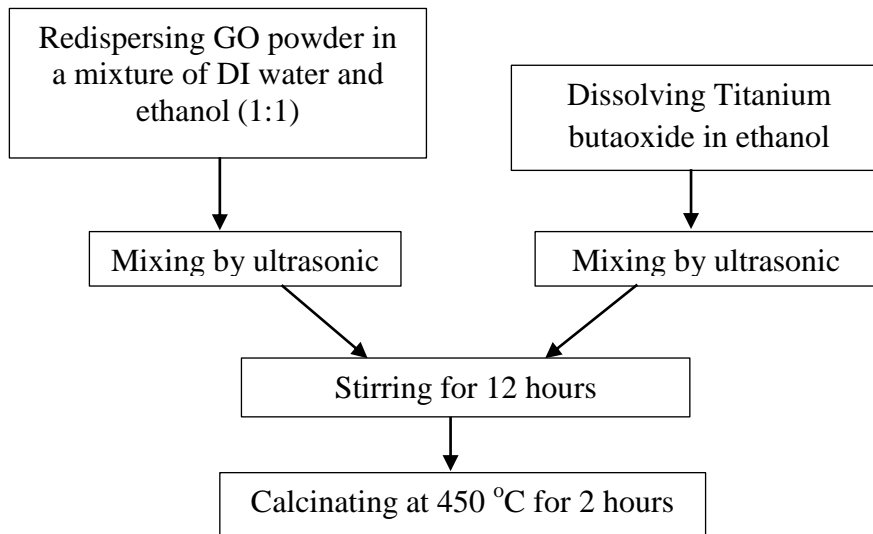 Redispersing GO powder in
a mixture of DI water and
ethanol (1:1)
Dissolving Titanium
butaoxide in ethanol
Mixing by ultrasonic
Mixing by ultrasonic
Stirring for 12 hours
Calcinating at 450 °C for 2 hours